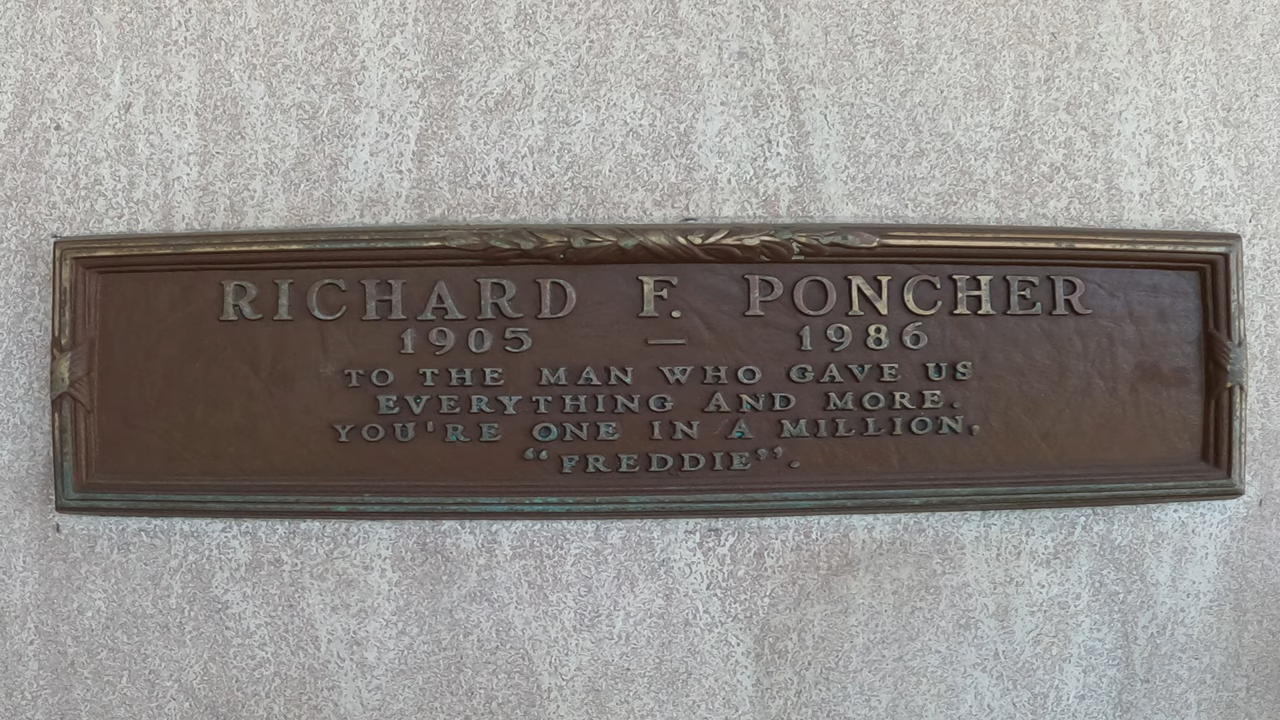 RICHARD F. PONCHER
1905 — 1986
TO THE MAN WHO GAVE US
EVERYTHING AND MORE.
YOU'RE ONE IN A MILLION,
“FREDDIE”.